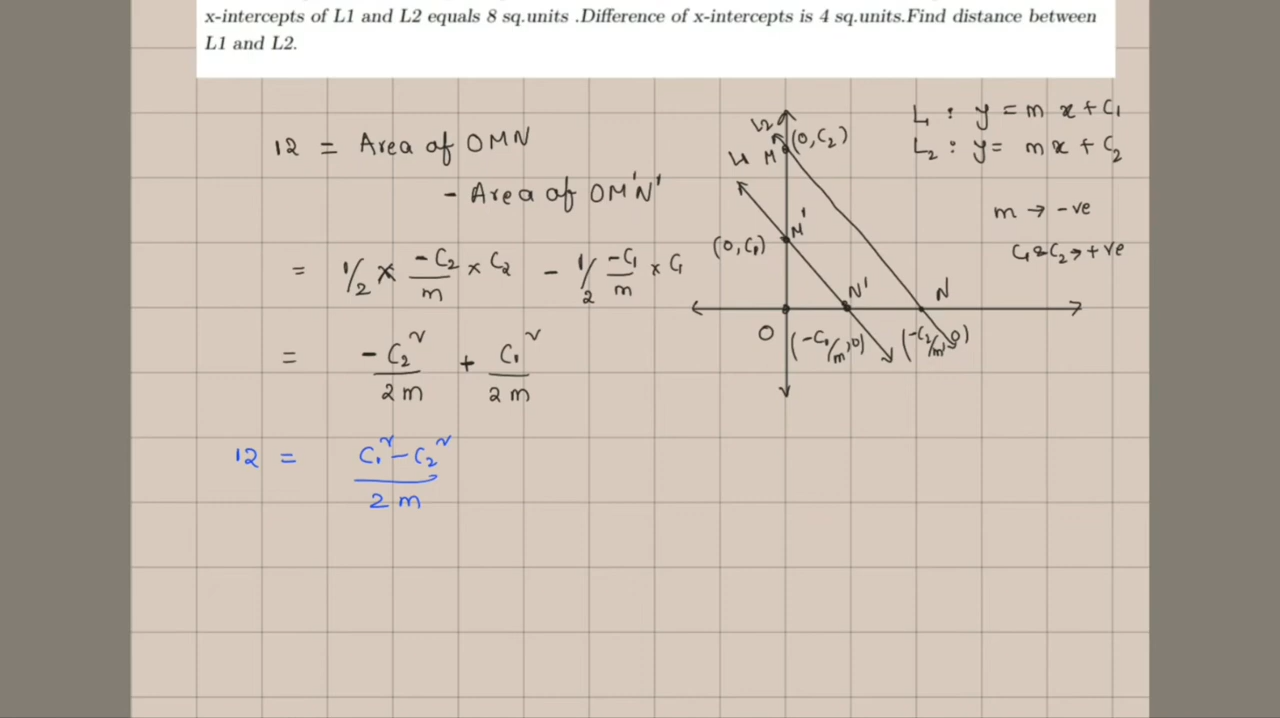 x-intercepts of L1 and L2 equals 8 sq.units .Difference of x-intercepts is 4 sq.units.Find distance between
L1 and L2.
12 = Area of OMN
- Area of OM'N'
= 1/2 × -C2/m × C2 - 1/2 -C1/m × C1
= -C2²/2m + C1²/2m
12 = C1²-C2²/2m
L1 : y = mx + C1
L2 : y = mx + C2
m → -ve
C1 & C2 → +ve
L2
(0, C2)
L1
M
(0, C1)
M'
N'
N
O
(-C1/m, 0)
(-C2/m, 0)